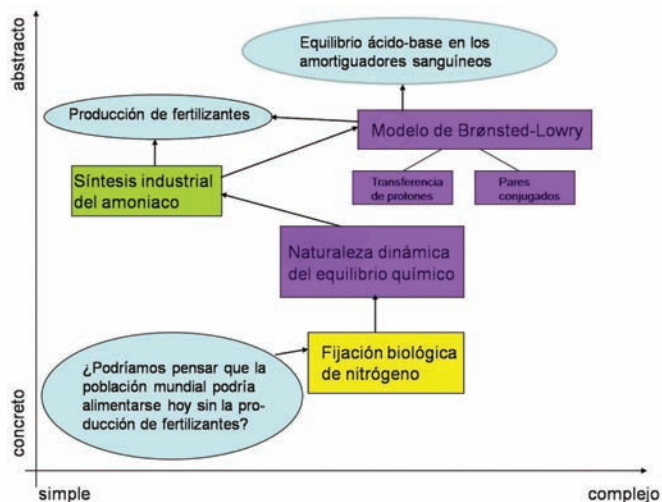 abstracto
Equilibrio ácido-base en los
amortiguadores sanguíneos
Producción de fertilizantes
Modelo de Brønsted-Lowry
Síntesis industrial
del amoniaco
Transferencia
de protones
Pares
conjugados
Naturaleza dinámica
del equilibrio químico
¿Podríamos pensar que la
población mundial podría
alimentarse hoy sin la pro-
ducción de fertilizantes?
Fijación biológica
de nitrógeno
concreto
simple
complejo